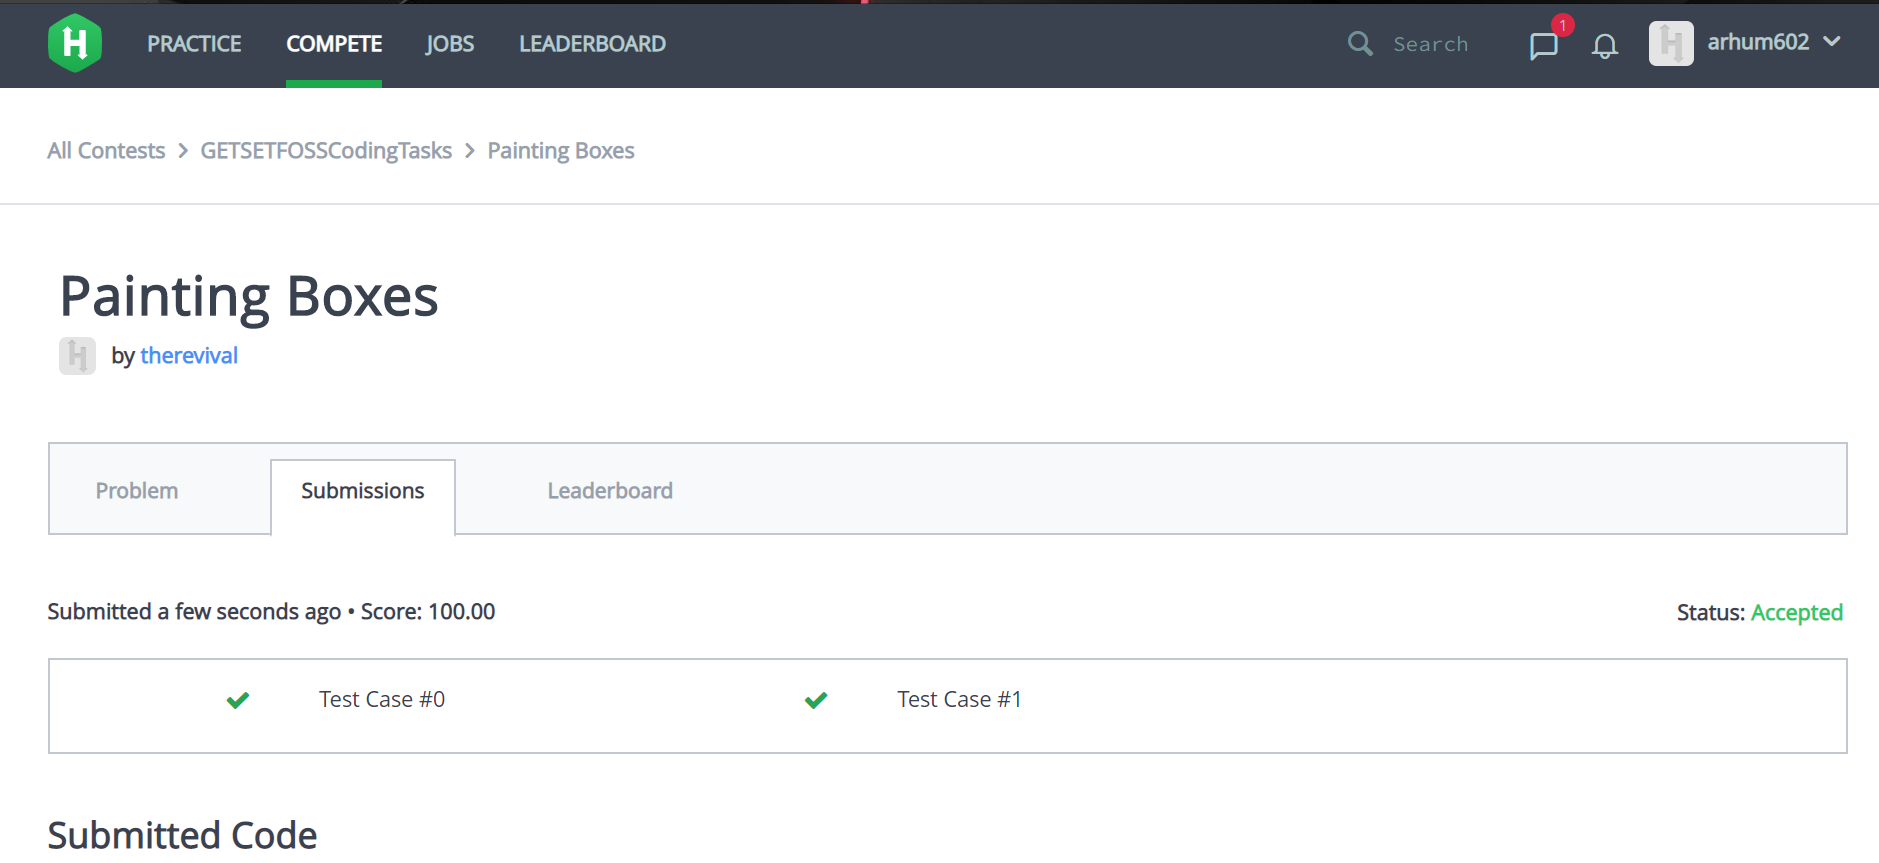 H PRACTICE COMPETE JOBS LEADERBOARD Search 1 H arhum602
All Contests > GETSETFOSSCodingTasks > Painting Boxes
Painting Boxes
H by therevival
Problem Submissions Leaderboard
Submitted a few seconds ago • Score: 100.00 Status: Accepted
Test Case #0 Test Case #1
Submitted Code